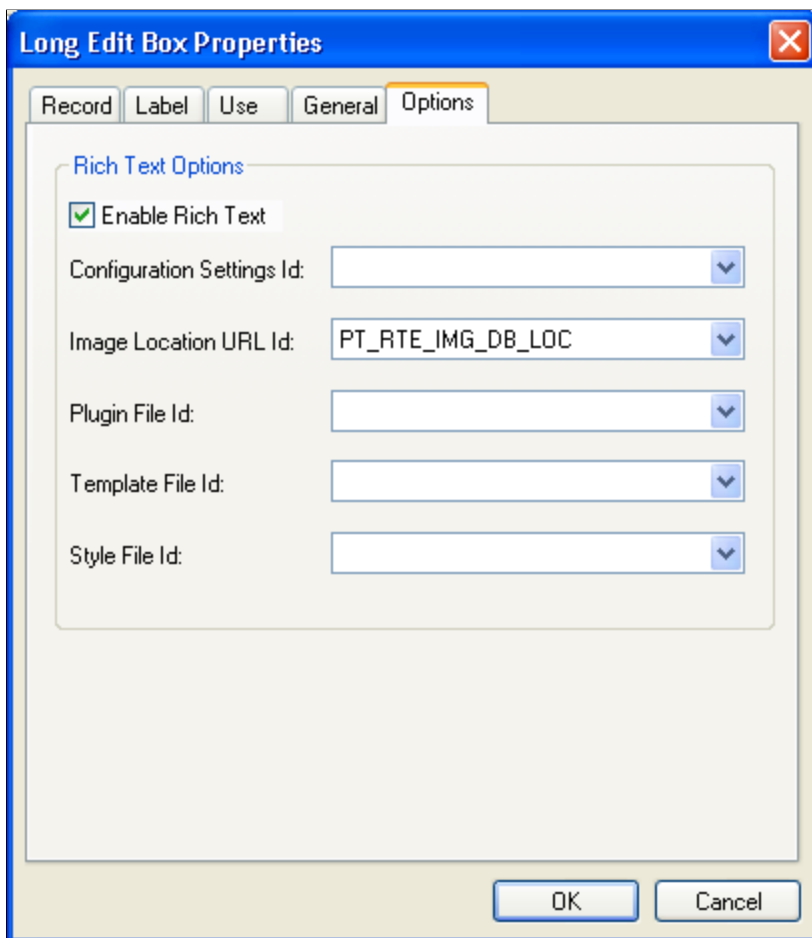 Long Edit Box Properties
Record Label Use General Options
Rich Text Options
Enable Rich Text
Configuration Settings Id:
Image Location URL Id: PT_RTE_IMG_DB_LOC
Plugin File Id:
Template File Id:
Style File Id:
OK Cancel